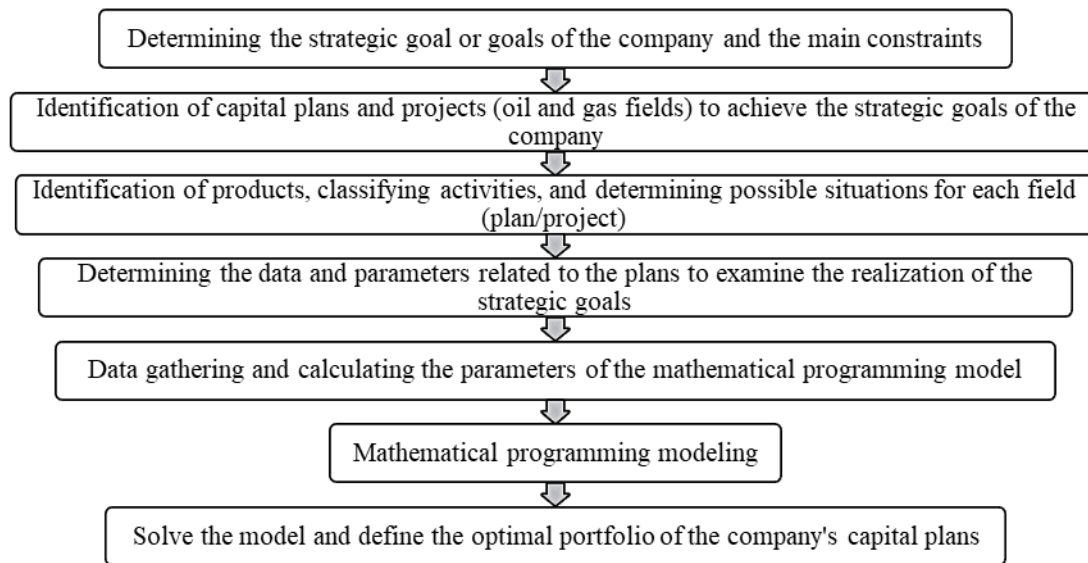 Determining the strategic goal or goals of the company and the main constraints
Identification of capital plans and projects (oil and gas fields) to achieve the strategic goals of the
company
Identification of products, classifying activities, and determining possible situations for each field
(plan/project)
Determining the data and parameters related to the plans to examine the realization of the
strategic goals
Data gathering and calculating the parameters of the mathematical programming model
Mathematical programming modeling
Solve the model and define the optimal portfolio of the company's capital plans